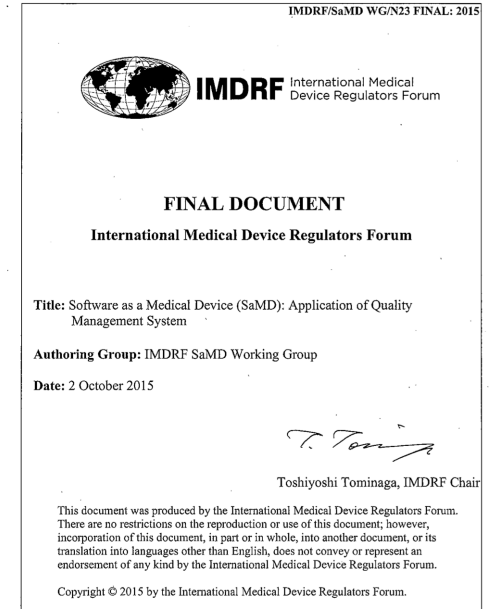 IMDRF/SaMD WG/N23 FINAL: 2015
IMDRF International Medical
Device Regulators Forum
FINAL DOCUMENT
International Medical Device Regulators Forum
Title: Software as a Medical Device (SaMD): Application of Quality
Management System
Authoring Group: IMDRF SaMD Working Group
Date: 2 October 2015
T. Tominaga
Toshiyoshi Tominaga, IMDRF Chair
This document was produced by the International Medical Device Regulators Forum.
There are no restrictions on the reproduction or use of this document; however,
incorporation of this document, in part or in whole, into another document, or its
translation into languages other than English, does not convey or represent an
endorsement of any kind by the International Medical Device Regulators Forum.
Copyright © 2015 by the International Medical Device Regulators Forum.